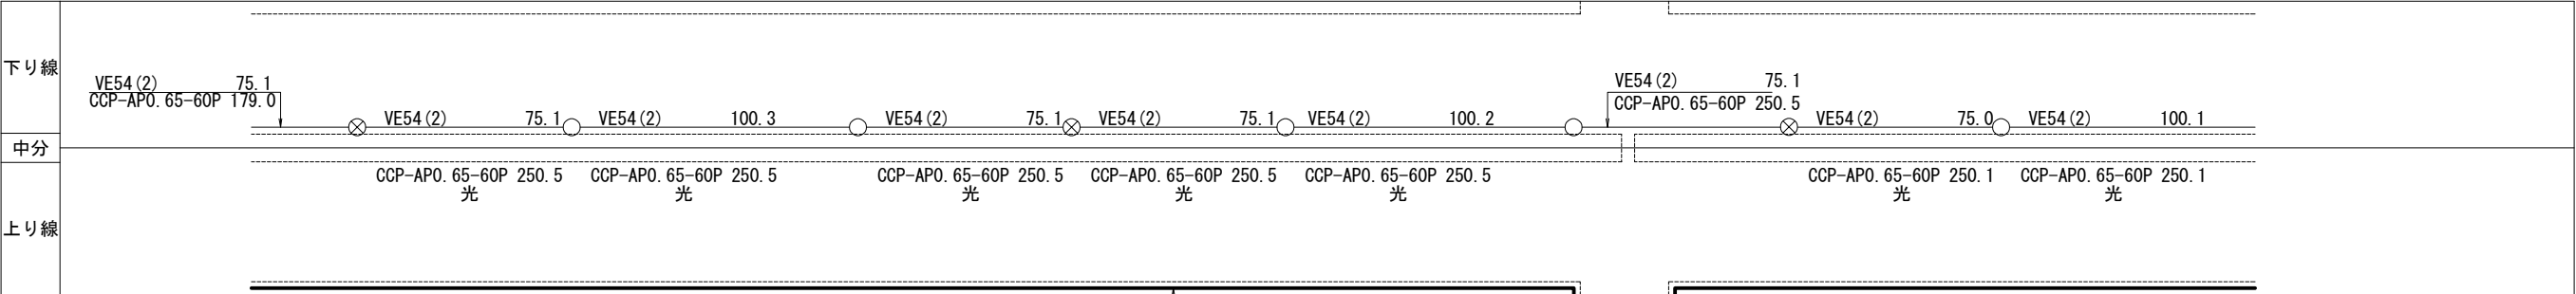 下り線
VE54(2) 75.1
CCP-AP0.65-60P 179.0
VE54(2) 75.1
VE54(2) 100.3
VE54(2) 75.1
VE54(2) 75.1
VE54(2) 100.2
VE54(2) 75.1
CCP-AP0.65-60P 250.5
VE54(2) 75.0
VE54(2) 100.1
中分
CCP-AP0.65-60P 250.5
光
CCP-AP0.65-60P 250.5
光
CCP-AP0.65-60P 250.5
光
CCP-AP0.65-60P 250.5
光
CCP-AP0.65-60P 250.5
光
CCP-AP0.65-60P 250.1
光
CCP-AP0.65-60P 250.1
光
上り線